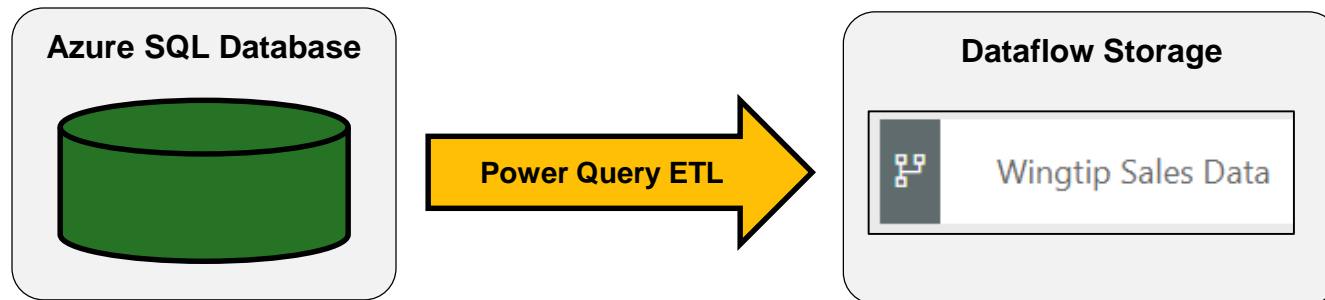 Azure SQL Database
Power Query ETL
Dataflow Storage
Wingtip Sales Data